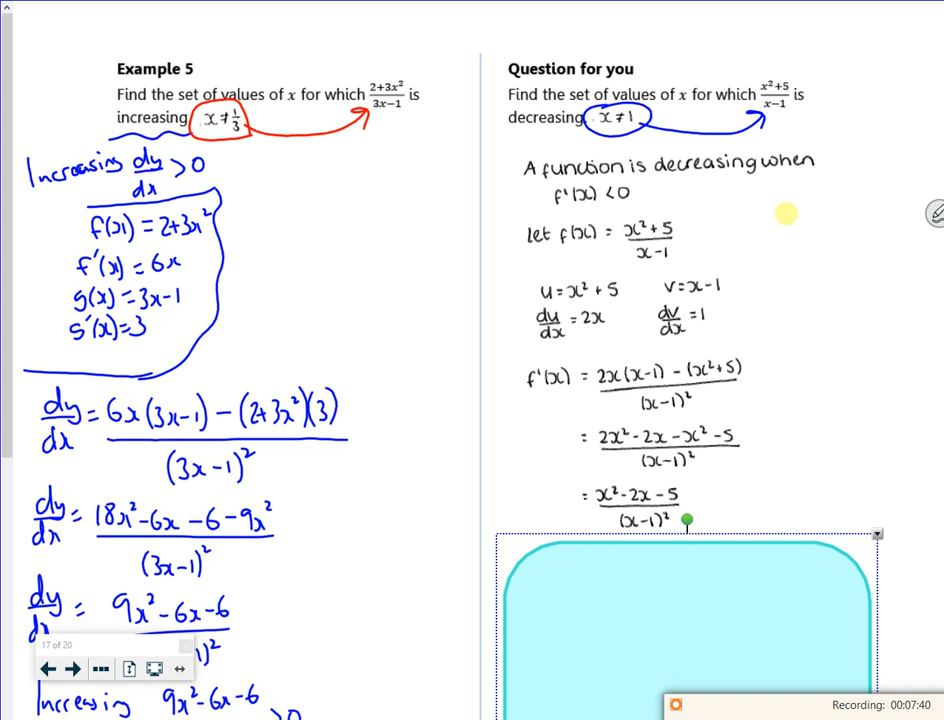 Example 5
Find the set of values of x for which (2+3x²)/(3x−1) is
increasing, x ≠ 1/3
Increasing dy/dx > 0
f(x) = 2+3x²
f'(x) = 6x
g(x) = 3x-1
g'(x) = 3
dy/dx = (6x(3x-1) - (2+3x²)(3))/(3x-1)²
dy/dx = (18x² - 6x - 6 - 9x²)/(3x-1)²
dy/dx = 9x² - 6x - 6
1)²
17 of 20
Increasing 9x² - 6x - 6
>0
Question for you
Find the set of values of x for which (x²+5)/(x−1) is
decreasing, x ≠ 1
A function is decreasing when
f'(x) < 0
let f(x) = (x² + 5)/(x-1)
u = x² + 5 v = x - 1
du/dx = 2x dv/dx = 1
f'(x) = (2x(x-1) - (x²+5))/(x-1)²
= (2x² - 2x - x² - 5)/(x-1)²
= (x² - 2x - 5)/(x-1)²
Recording: 00:07:40